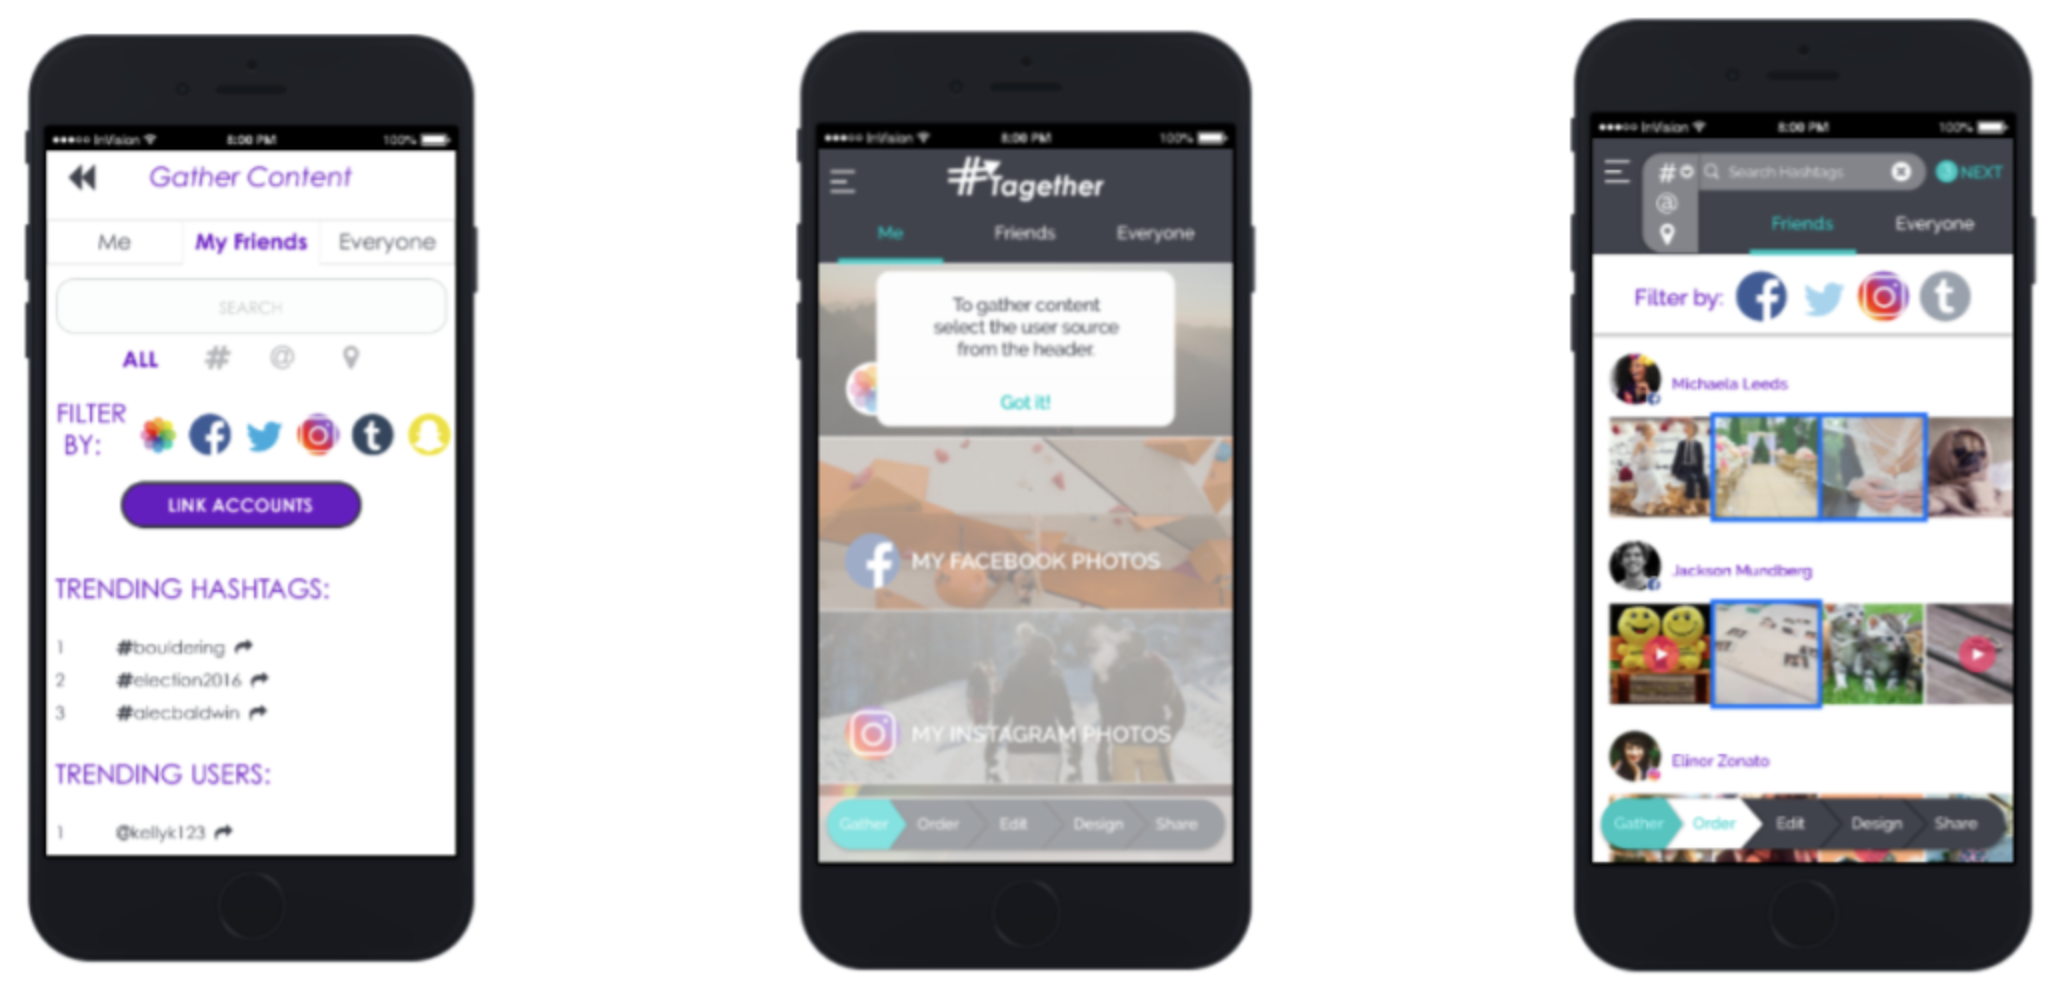 InVision 8:00 PM 100%
Gather Content
Me My Friends Everyone
SEARCH
ALL # @
FILTER
BY:
LINK ACCOUNTS
TRENDING HASHTAGS:
1 #bouldering
2 #election2016
3 #alecbaldwin
TRENDING USERS:
1 @kellyk123
InVision 8:00 PM 100%
#Tagether
Me Friends Everyone
To gather content
select the user source
from the header.
Got it!
MY FACEBOOK PHOTOS
MY INSTAGRAM PHOTOS
Gather Order Edit Design Share
InVision 8:00 PM 100%
# Search Hashtags 3 NEXT
@
Friends Everyone
Filter by:
Michaela Leeds
Jackson Mundberg
Elinor Zonato
Gather Order Edit Design Share